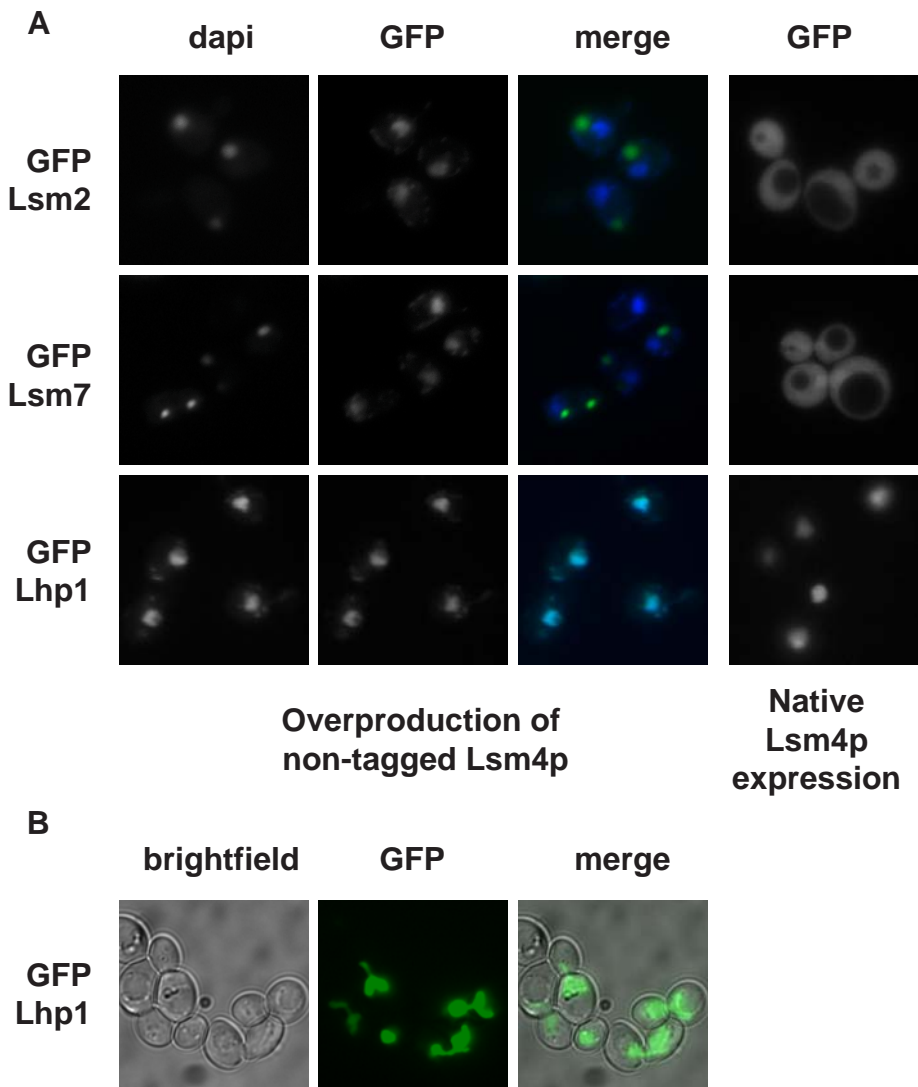 A
dapi GFP merge GFP
GFP
Lsm2
GFP
Lsm7
GFP
Lhp1
Overproduction of
non-tagged Lsm4p
Native
Lsm4p
expression
B
brightfield GFP merge
GFP
Lhp1